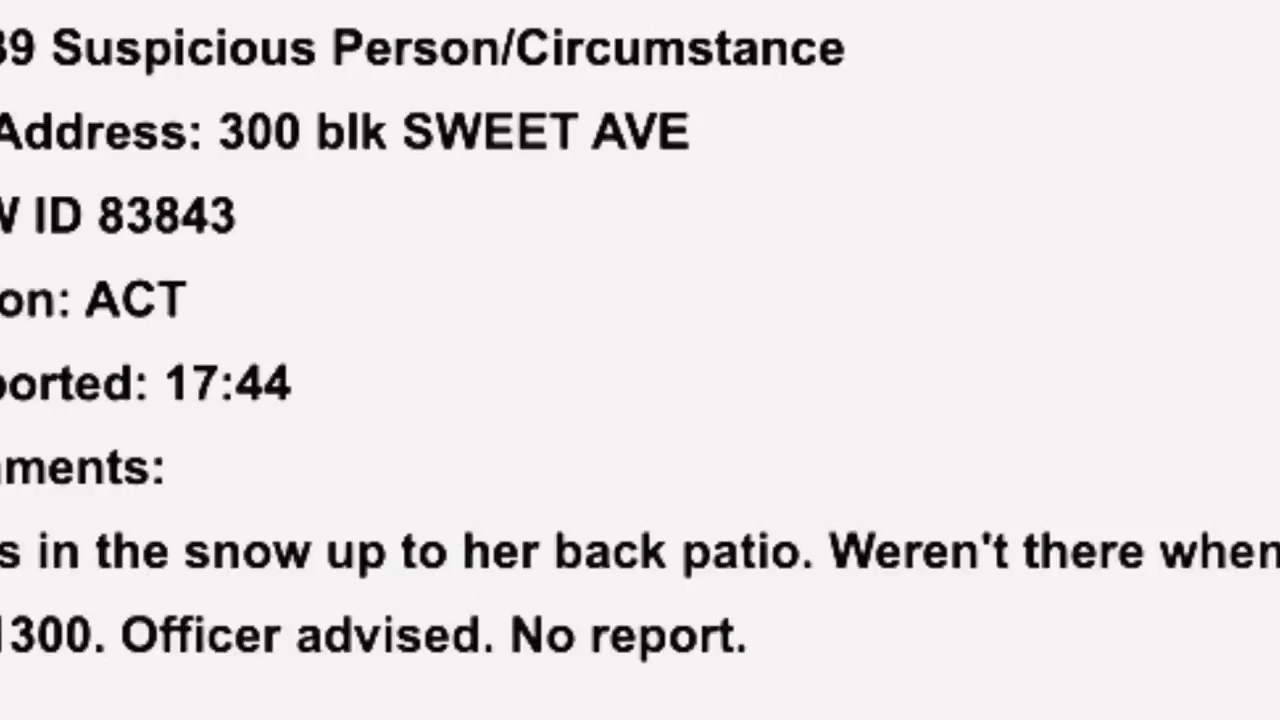 39 Suspicious Person/Circumstance
Address: 300 blk SWEET AVE
W ID 83843
on: ACT
ported: 17:44
ments:
s in the snow up to her back patio. Weren't there when
1300. Officer advised. No report.